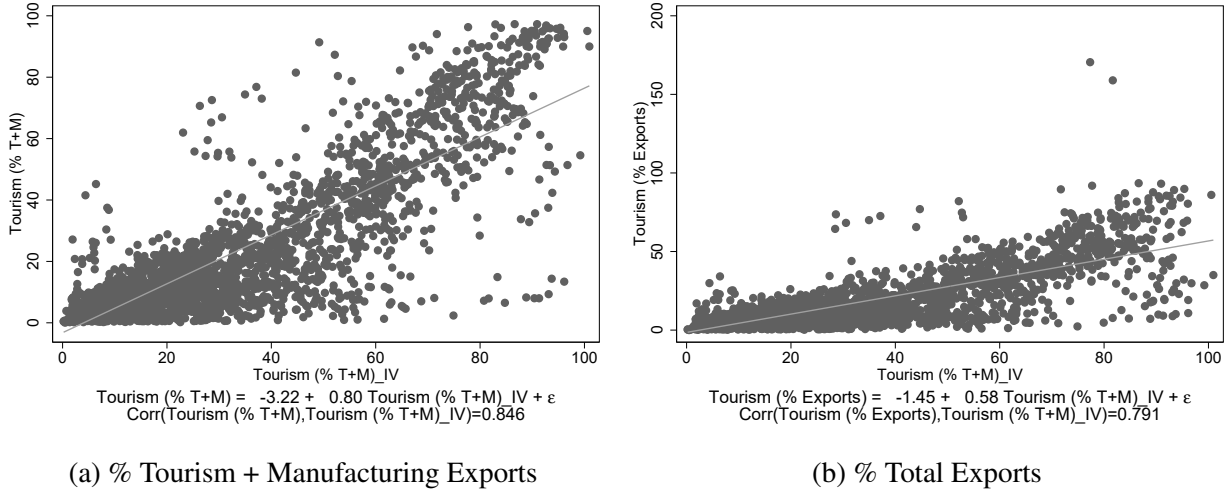 100
80
60
40
20
0
Tourism (% T+M)
0 20 40 60 80 100
Tourism (% T+M)_IV
Tourism (% T+M) = -3.22 + 0.80 Tourism (% T+M)_IV + ε
Corr(Tourism (% T+M),Tourism (% T+M)_IV)=0.846
(a) % Tourism + Manufacturing Exports
200
150
100
50
0
Tourism (% Exports)
0 20 40 60 80 100
Tourism (% T+M)_IV
Tourism (% Exports) = -1.45 + 0.58 Tourism (% T+M)_IV + ε
Corr(Tourism (% Exports),Tourism (% T+M)_IV)=0.791
(b) % Total Exports